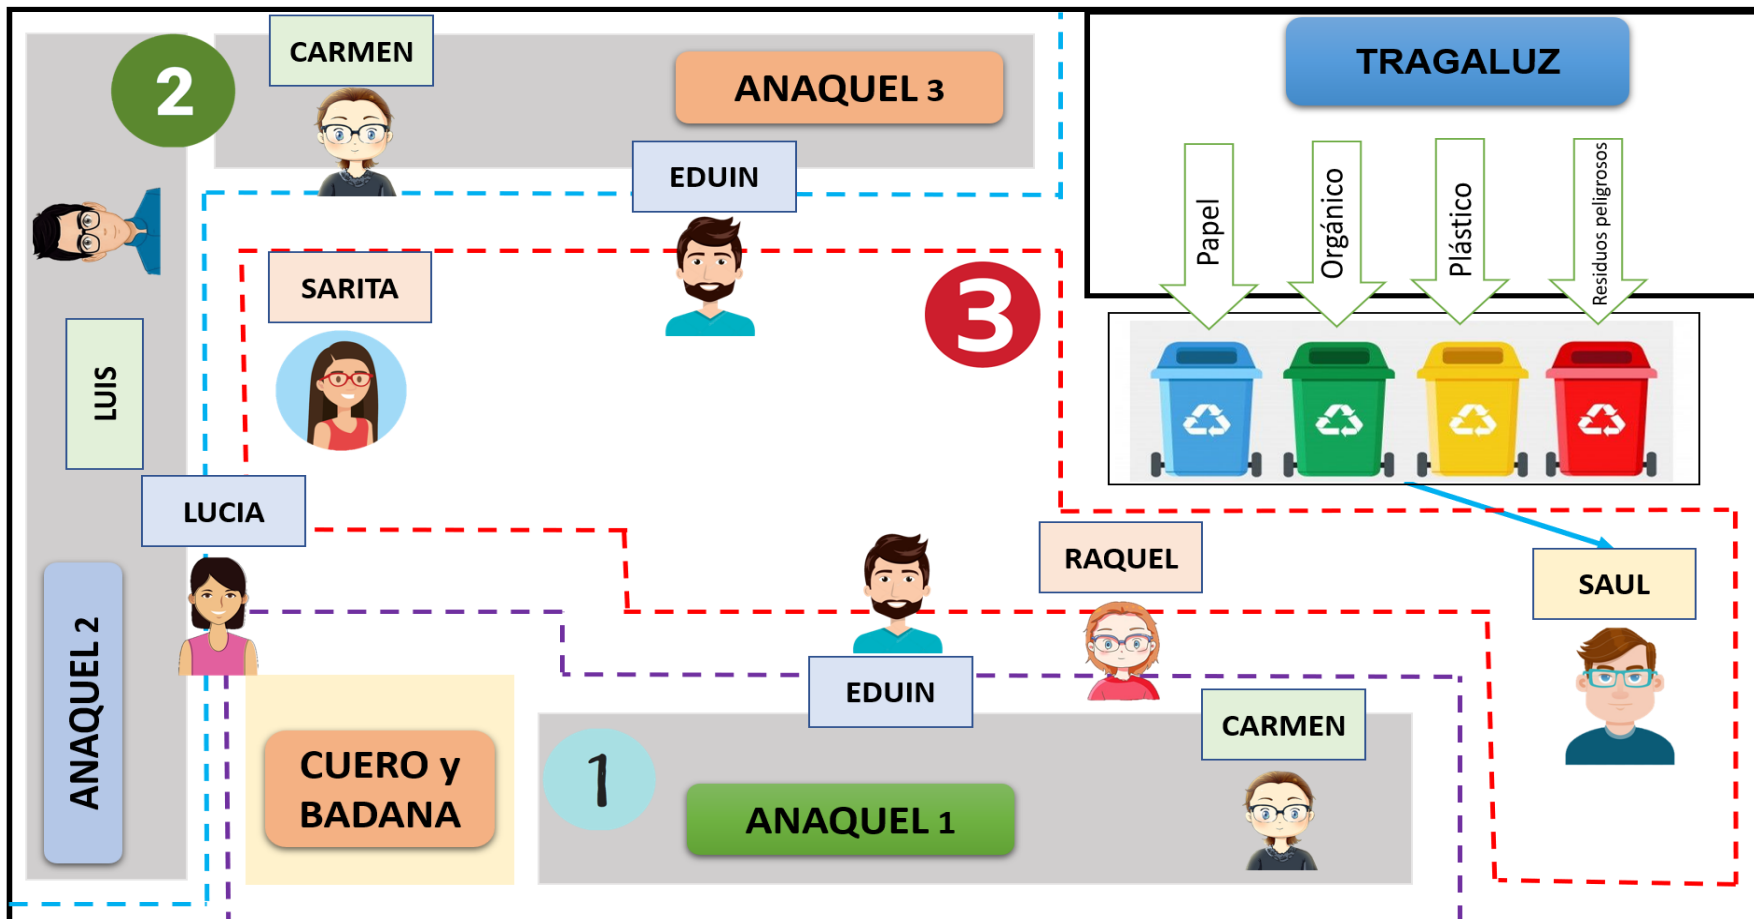 CARMEN
2
ANAQUEL 3
TRAGALUZ
EDUIN
Papel
Orgánico
Plástico
Residuos peligrosos
SARITA
3
LUIS
LUCIA
RAQUEL
SAUL
EDUIN
CARMEN
ANAQUEL 2
CUERO y
BADANA
1
ANAQUEL 1